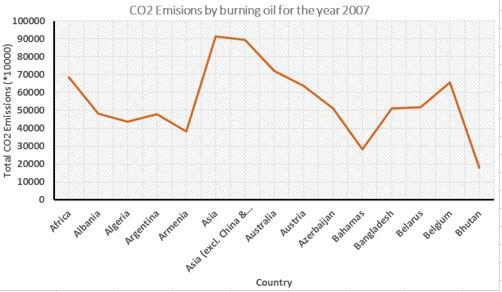 CO2 Emisions by burning oil for the year 2007
Total CO2 Emissions (*10000)
100000
90000
80000
70000
60000
50000
40000
30000
20000
10000
0
Africa
Albania
Algeria
Argentina
Armenia
Asia
Asia (excl. China &...
Australia
Austria
Azerbaijan
Bahamas
Bangladesh
Belarus
Belgium
Bhutan
Country